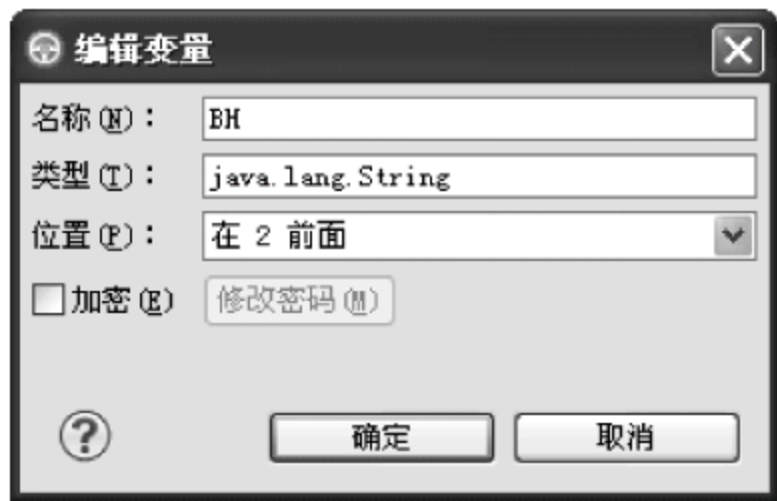 编辑变量
名称(N)： BH
类型(T)： java.lang.String
位置(P)： 在 2 前面
加密(E) 修改密码(M)
? 确定 取消